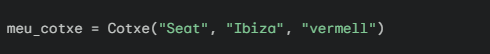 meu_cotxe = Cotxe("Seat", "Ibiza", "vermell")